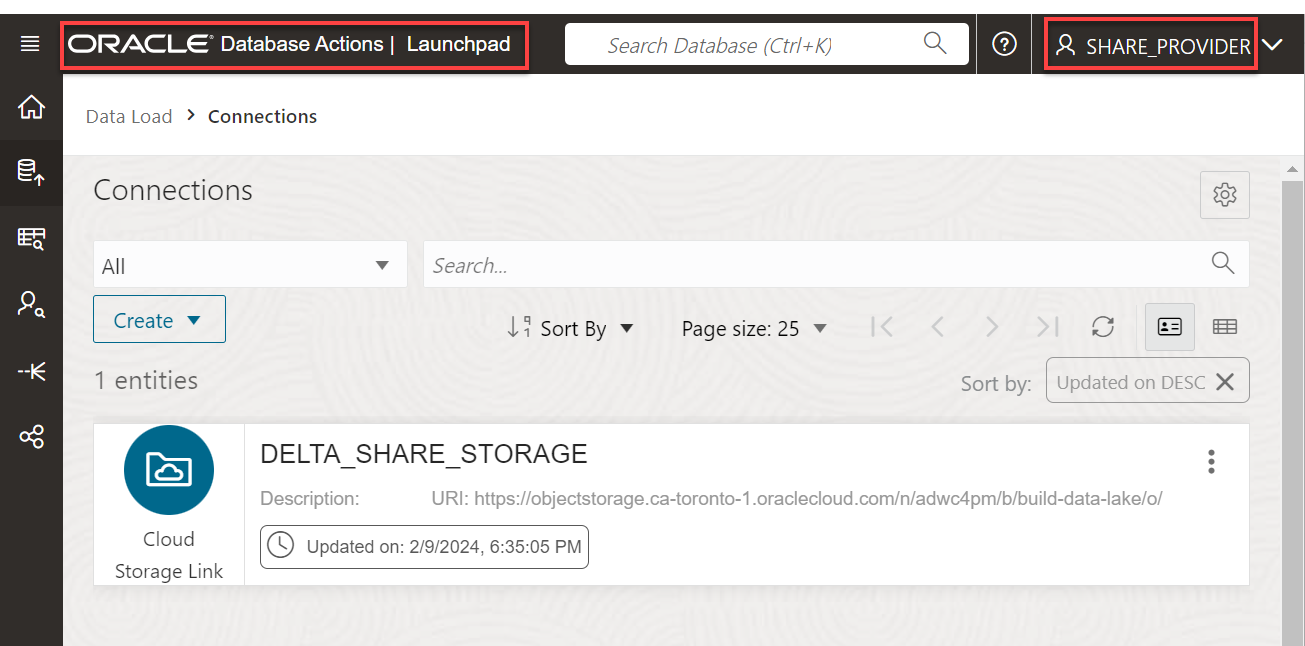 ORACLE® Database Actions | Launchpad
Search Database (Ctrl+K)
SHARE_PROVIDER
Data Load > Connections
Connections
All
Search...
Create
Sort By
Page size: 25
1 entities
Sort by:
Updated on DESC
DELTA_SHARE_STORAGE
Description:
URI: https://objectstorage.ca-toronto-1.oraclecloud.com/n/adwc4pm/b/build-data-lake/o/
Cloud
Storage Link
Updated on: 2/9/2024, 6:35:05 PM